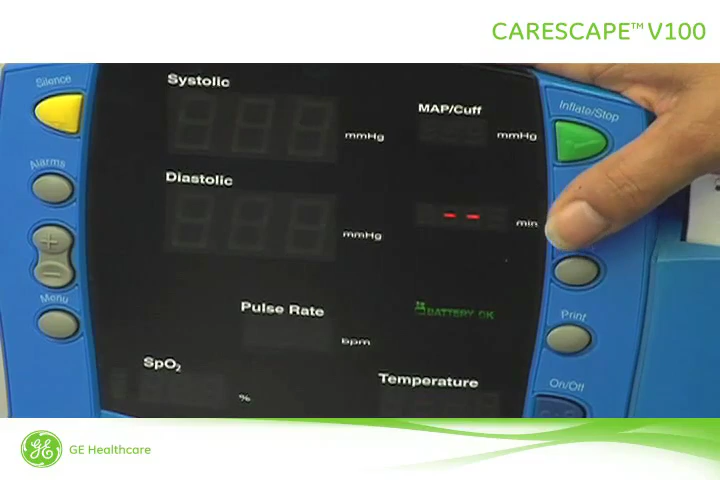 CARESCAPE™ V100
Silence
Systolic
mmHg
MAP/Cuff
mmHg
Inflate/Stop
Alarms
Diastolic
mmHg
- -
min
+
−
Menu
Pulse Rate
bpm
BATTERY OK
Print
SpO₂
%
Temperature
On/Off
GE Healthcare